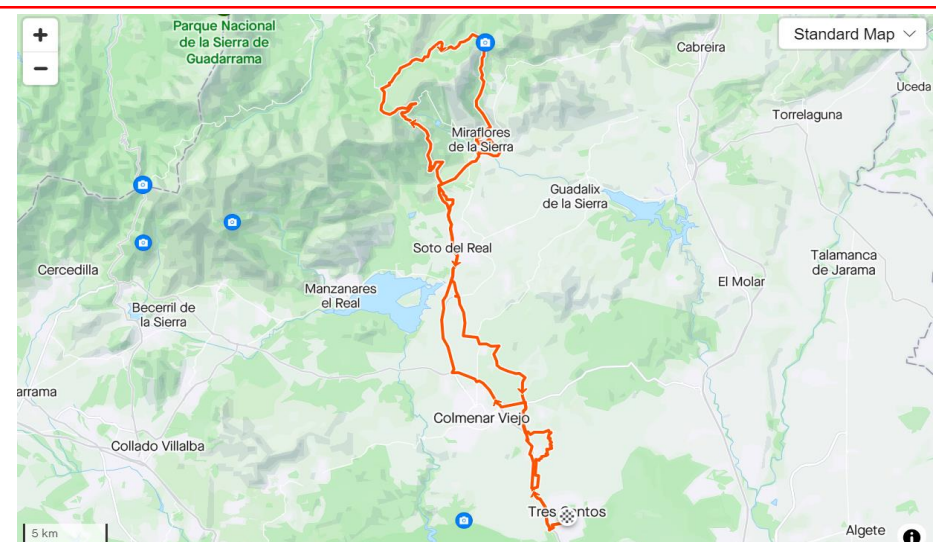 +
−
Parque Nacional
de la Sierra de
Guadarrama
Standard Map
Cabreira
Uceda
Torrelaguna
Miraflores
de la Sierra
Guadalix
de la Sierra
Soto del Real
Talamanca
de Jarama
Cercedilla
Manzanares
el Real
El Molar
Becerril de
la Sierra
arrama
Colmenar Viejo
Collado Villalba
Tres Cantos
5 km
Algete
i